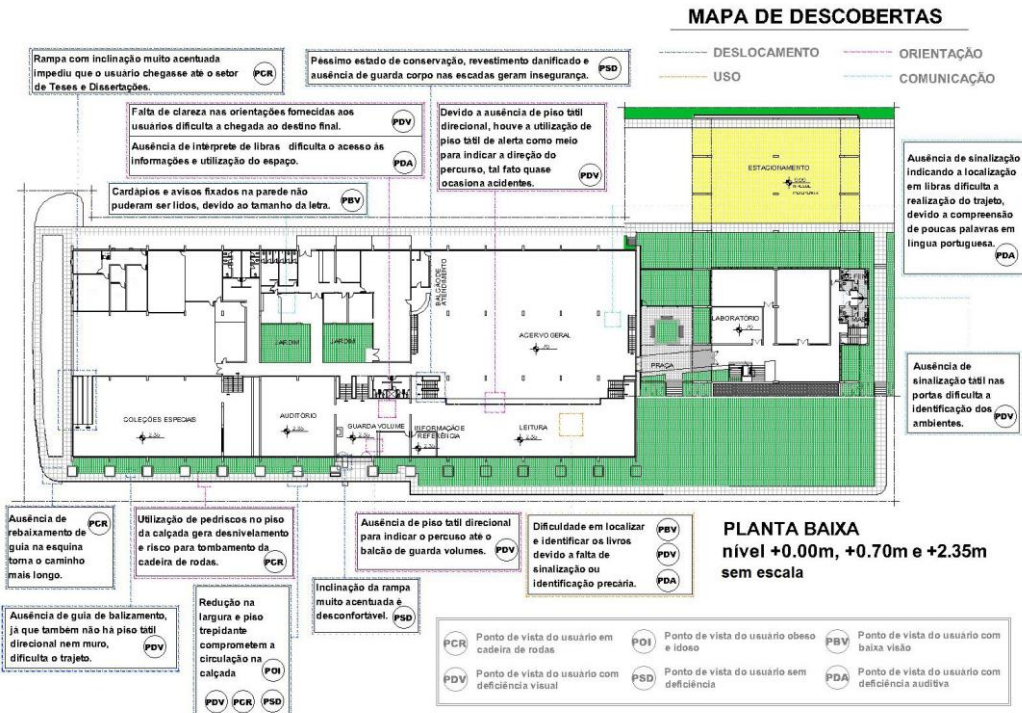 MAPA DE DESCOBERTAS
DESLOCAMENTO
ORIENTAÇÃO
USO
COMUNICAÇÃO
Rampa com inclinação muito acentuada
impediu que o usuário chegasse até o setor
de Teses e Dissertações.
PCR
Péssimo estado de conservação, revestimento danificado e
ausência de guarda corpo nas escadas geram insegurança.
PSD
Falta de clareza nas orientações fornecidas aos
usuários dificulta a chegada ao destino final.
PDV
Ausência de intérprete de libras dificulta o acesso às
informações e utilização do espaço.
PDA
Devido a ausência de piso tátil
direcional, houve a utilização de
piso tátil de alerta como meio
para indicar a direção do
percurso, tal fato quase
ocasiona acidentes.
PDV
Cardápios e avisos fixados na parede não
puderam ser lidos, devido ao tamanho da letra.
PBV
Ausência de sinalização
indicando a localização
em libras dificulta a
realização do trajeto,
devido a compreensão
de poucas palavras em
língua portuguesa.
PDA
ESTACIONAMENTO
BALCÃO DE
ATENDIMENTO
JARDIM
JARDIM
ACERVO GERAL
LABORATÓRIO
PRAÇA
COLEÇÕES ESPECIAIS
AUDITÓRIO
GUARDA VOLUME
INFORMAÇÃO E
REFERÊNCIA
LEITURA
Ausência de
sinalização tátil nas
portas dificulta a
identificação dos
ambientes.
PDV
Ausência de
rebaixamento de
guia na esquina
torna o caminho
mais longo.
PCR
Utilização de pedriscos no piso
da calçada gera desnivelamento
e risco para tombamento da
cadeira de rodas.
PCR
Ausência de piso tatil direcional
para indicar o percuso até o
balcão de guarda volumes.
PDV
Dificuldade em localizar
e identificar os livros
devido a falta de
sinalização ou
identificação precária.
PBV
PDV
PDA
PLANTA BAIXA
nível +0.00m, +0.70m e +2.35m
sem escala
Ausência de guia de balizamento,
já que também não há piso tátil
direcional nem muro,
dificulta o trajeto.
PDV
Redução na
largura e piso
trepidante
comprometem a
circulação na
calçada
POI
PDV PCR PSD
Inclinação da rampa
muito acentuada é
desconfortável.
PSD
PCR Ponto de vista do usuário em
cadeira de rodas
POI Ponto de vista do usuário obeso
e idoso
PBV Ponto de vista do usuário com
baixa visão
PDV Ponto de vista do usuário com
deficiência visual
PSD Ponto de vista do usuário sem
deficiência
PDA Ponto de vista do usuário com
deficiência auditiva